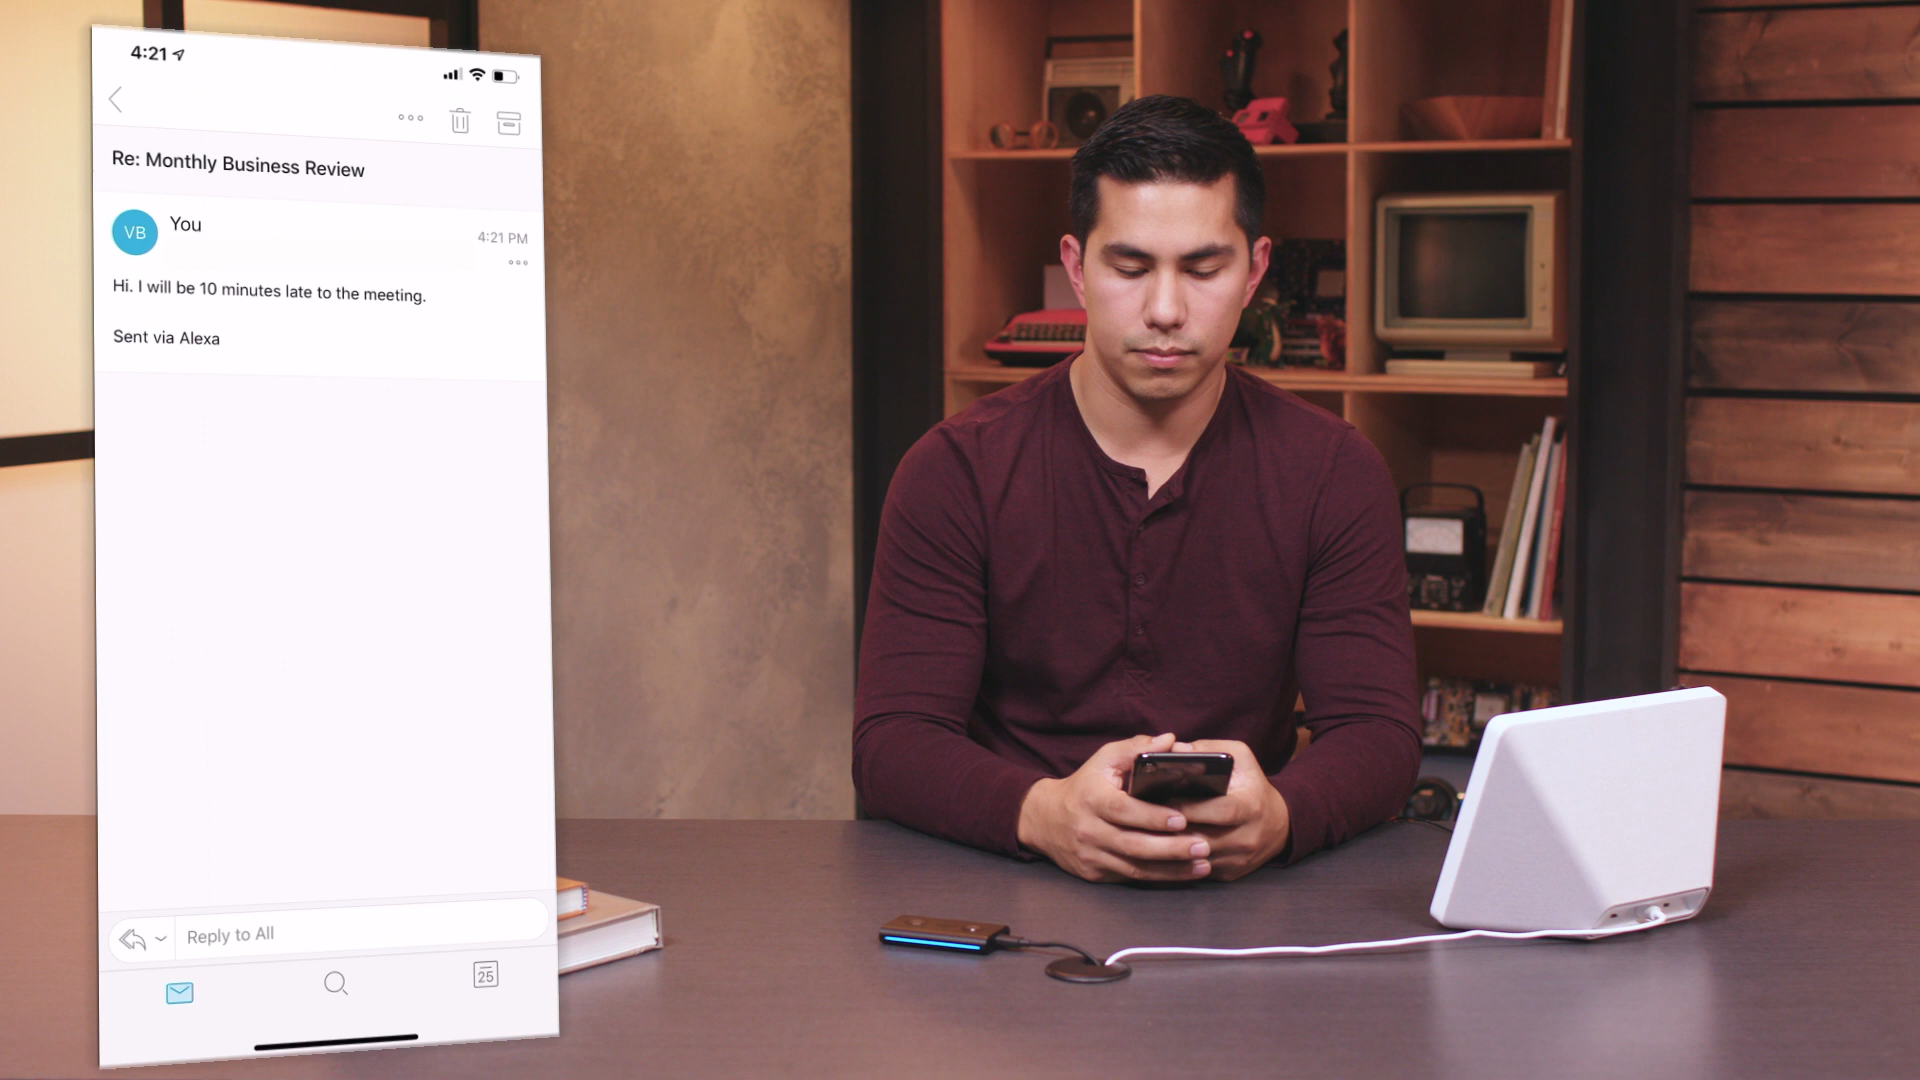 4:21
Re: Monthly Business Review
VB
You
4:21 PM
Hi. I will be 10 minutes late to the meeting.
Sent via Alexa
Reply to All
25